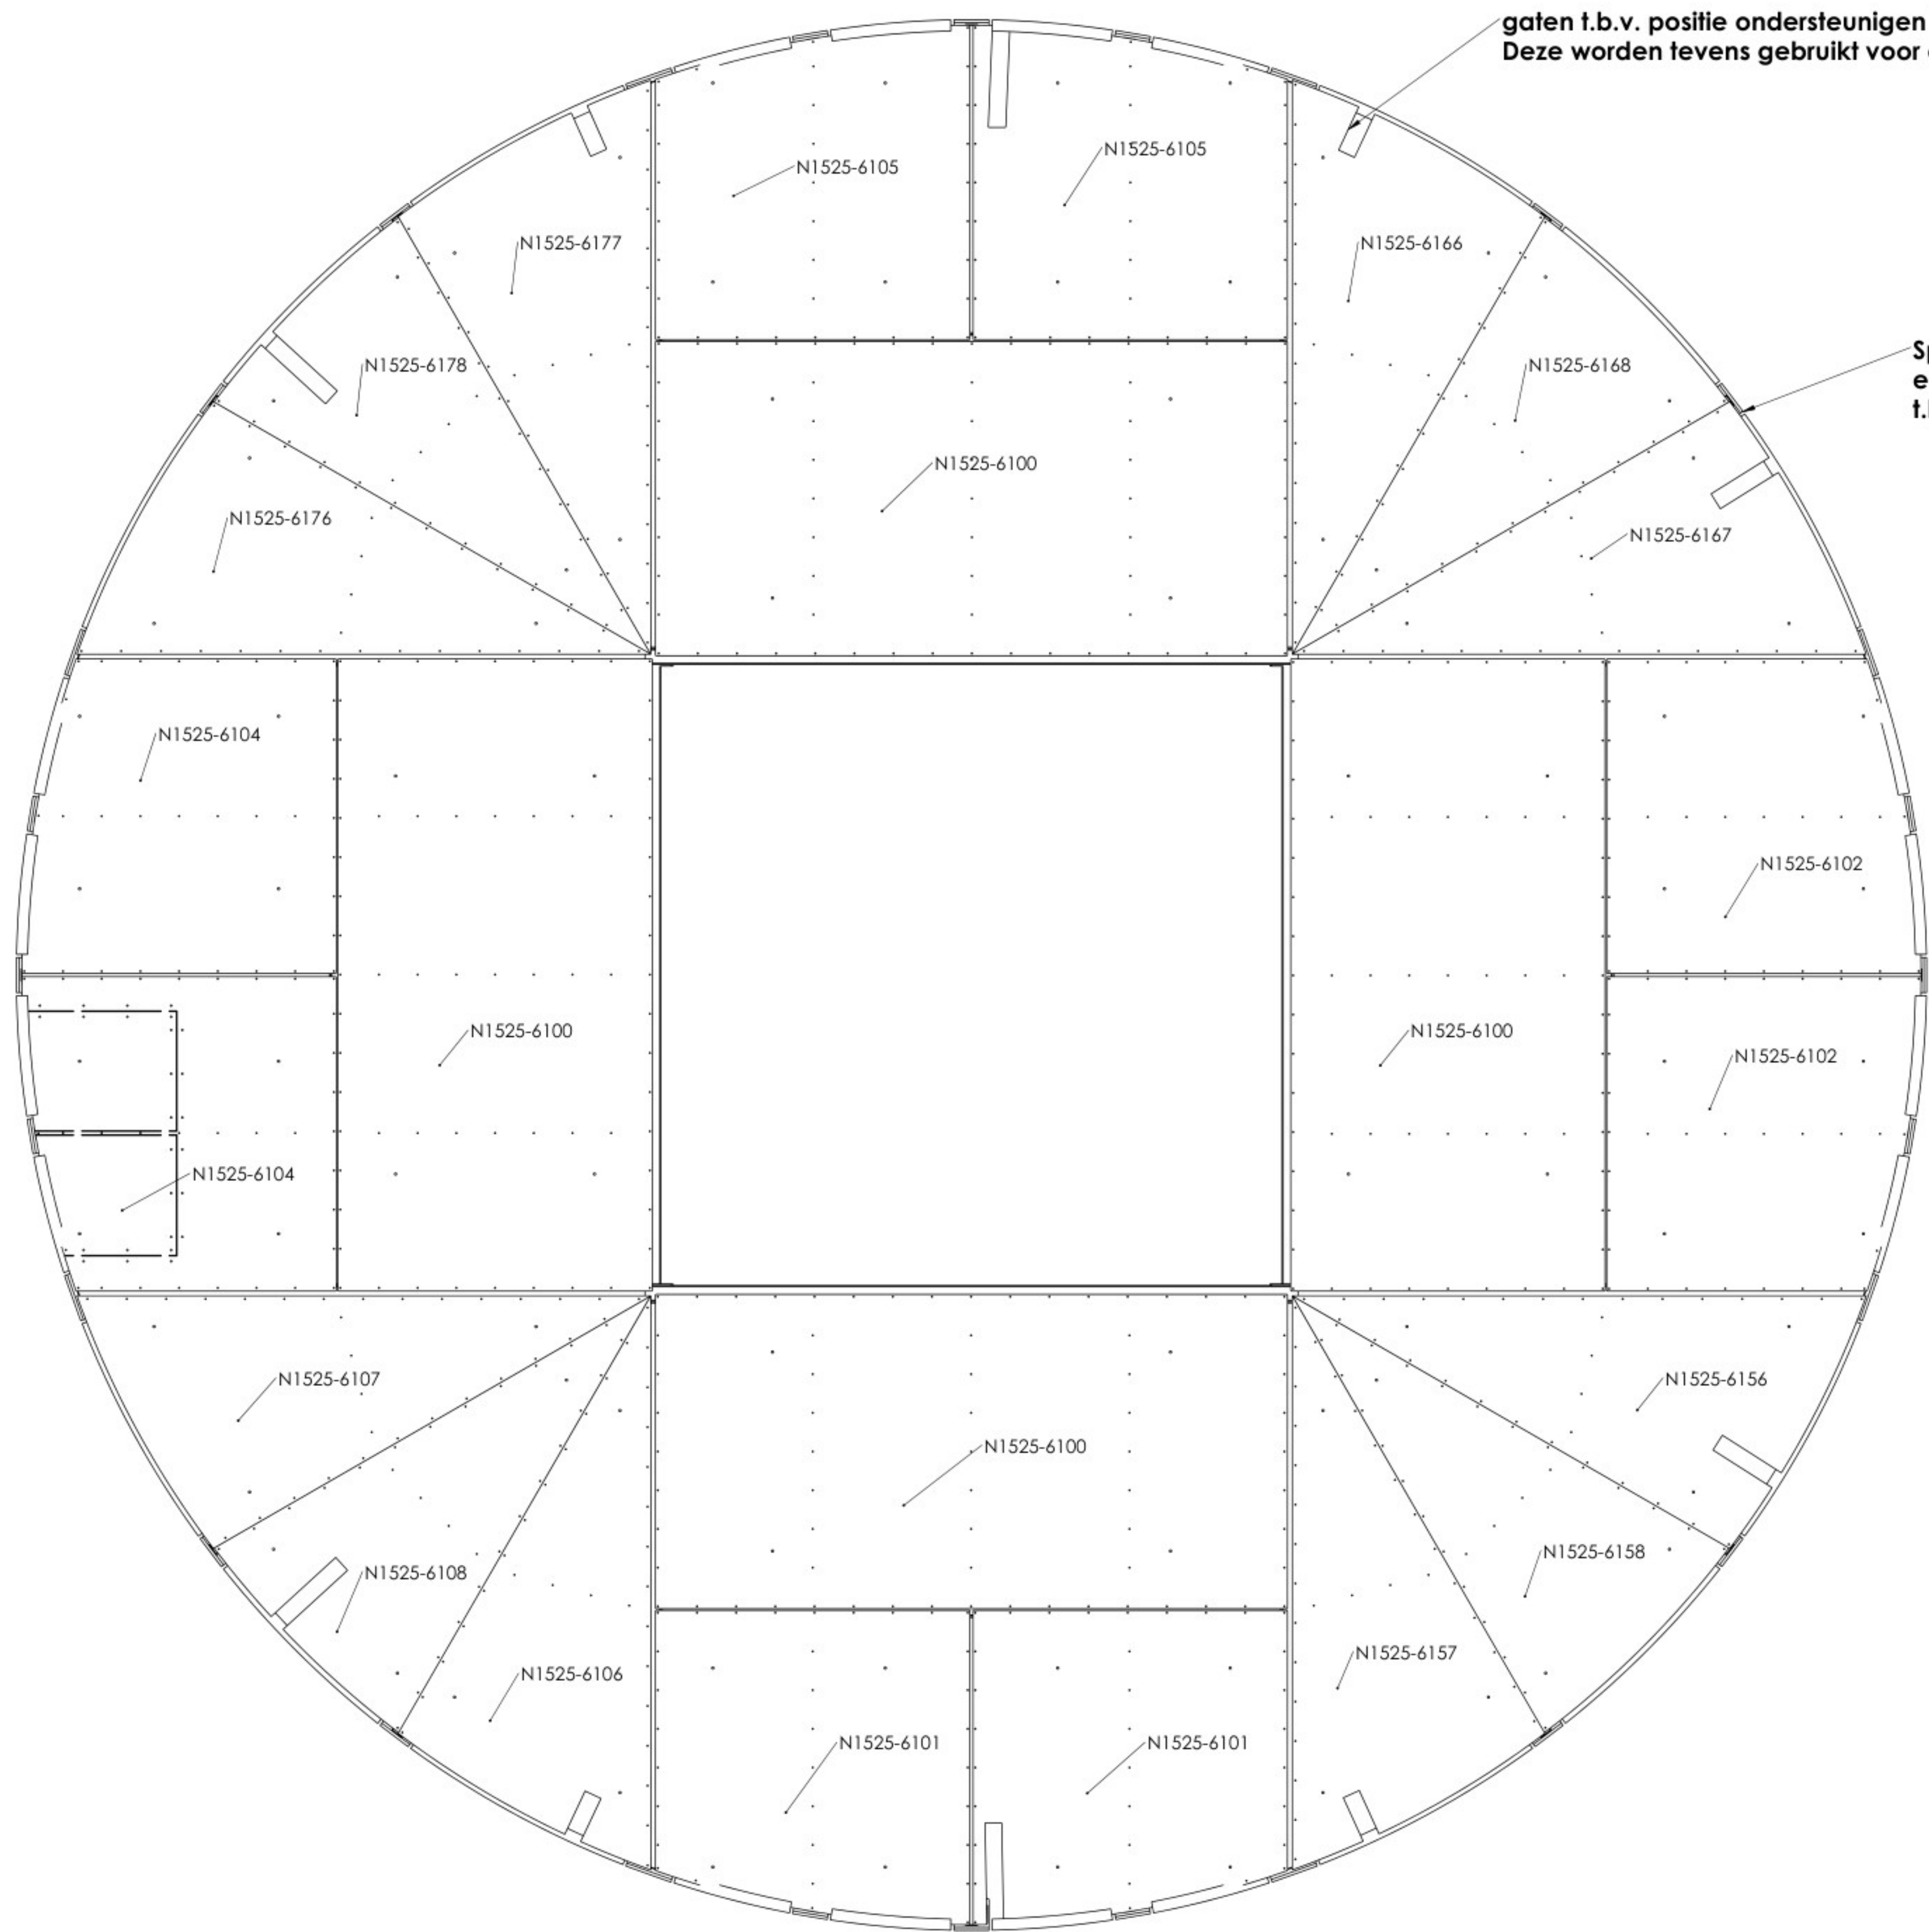 gaten t.b.v. positie ondersteunigen
Deze worden tevens gebruikt voor
N1525-6105
N1525-6105
N1525-6177
N1525-6166
N1525-6178
N1525-6168
N1525-6100
N1525-6176
N1525-6167
N1525-6104
N1525-6102
N1525-6100
N1525-6100
N1525-6102
N1525-6104
N1525-6107
N1525-6156
N1525-6100
N1525-6108
N1525-6158
N1525-6106
N1525-6157
N1525-6101
N1525-6101